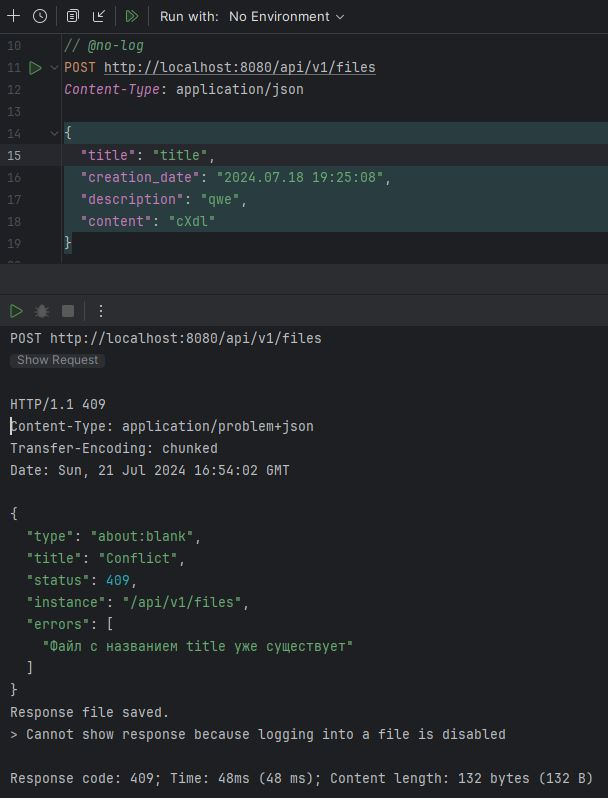 Run with: No Environment
10 // @no-log
11 POST http://localhost:8080/api/v1/files
12 Content-Type: application/json
13
14 {
15 "title": "title",
16 "creation_date": "2024.07.18 19:25:08",
17 "description": "qwe",
18 "content": "cXdl"
19 }
POST http://localhost:8080/api/v1/files
Show Request
HTTP/1.1 409
Content-Type: application/problem+json
Transfer-Encoding: chunked
Date: Sun, 21 Jul 2024 16:54:02 GMT
{
"type": "about:blank",
"title": "Conflict",
"status": 409,
"instance": "/api/v1/files",
"errors": [
"Файл с названием title уже существует"
]
}
Response file saved.
> Cannot show response because logging into a file is disabled
Response code: 409; Time: 48ms (48 ms); Content length: 132 bytes (132 B)